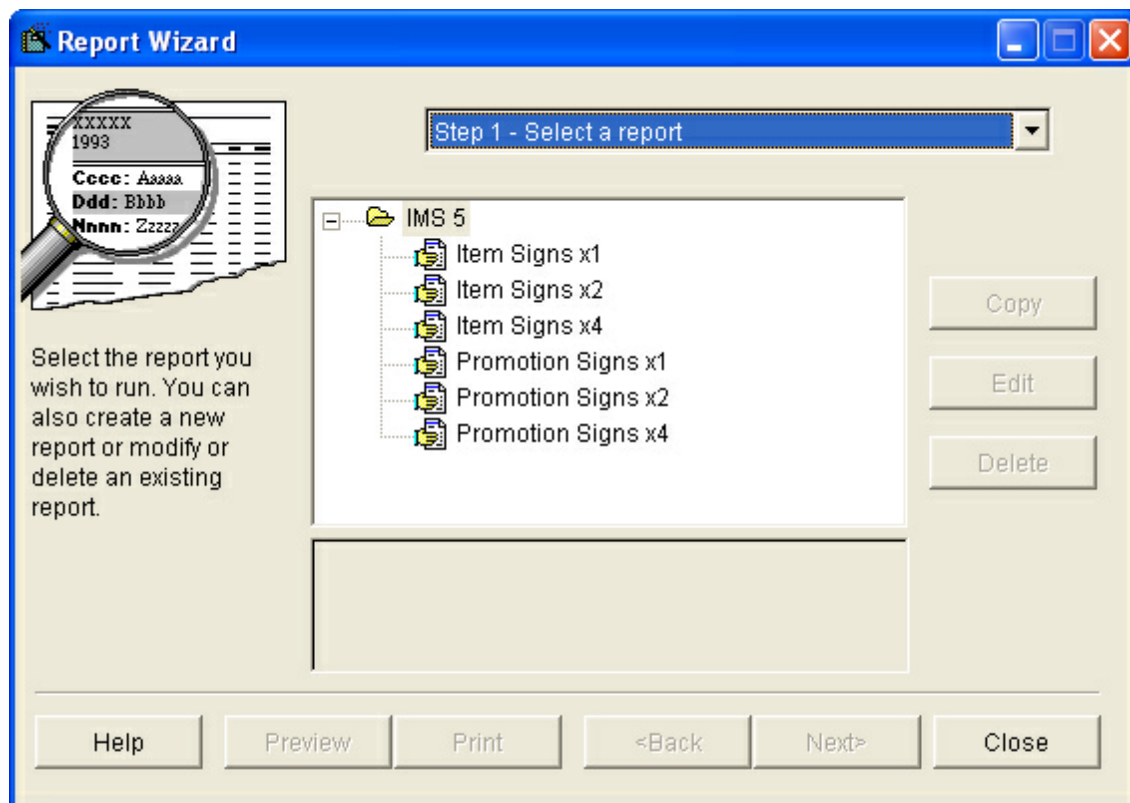 Report Wizard
XXXXX
1993
Cccc: Aaaaa
Ddd: Bbbb
Nnnn: Zzzzz
Step 1 - Select a report
IMS 5
Item Signs x1
Item Signs x2
Item Signs x4
Promotion Signs x1
Promotion Signs x2
Promotion Signs x4
Copy
Edit
Delete
Select the report you
wish to run. You can
also create a new
report or modify or
delete an existing
report.
Help
Preview
Print
<Back
Next>
Close